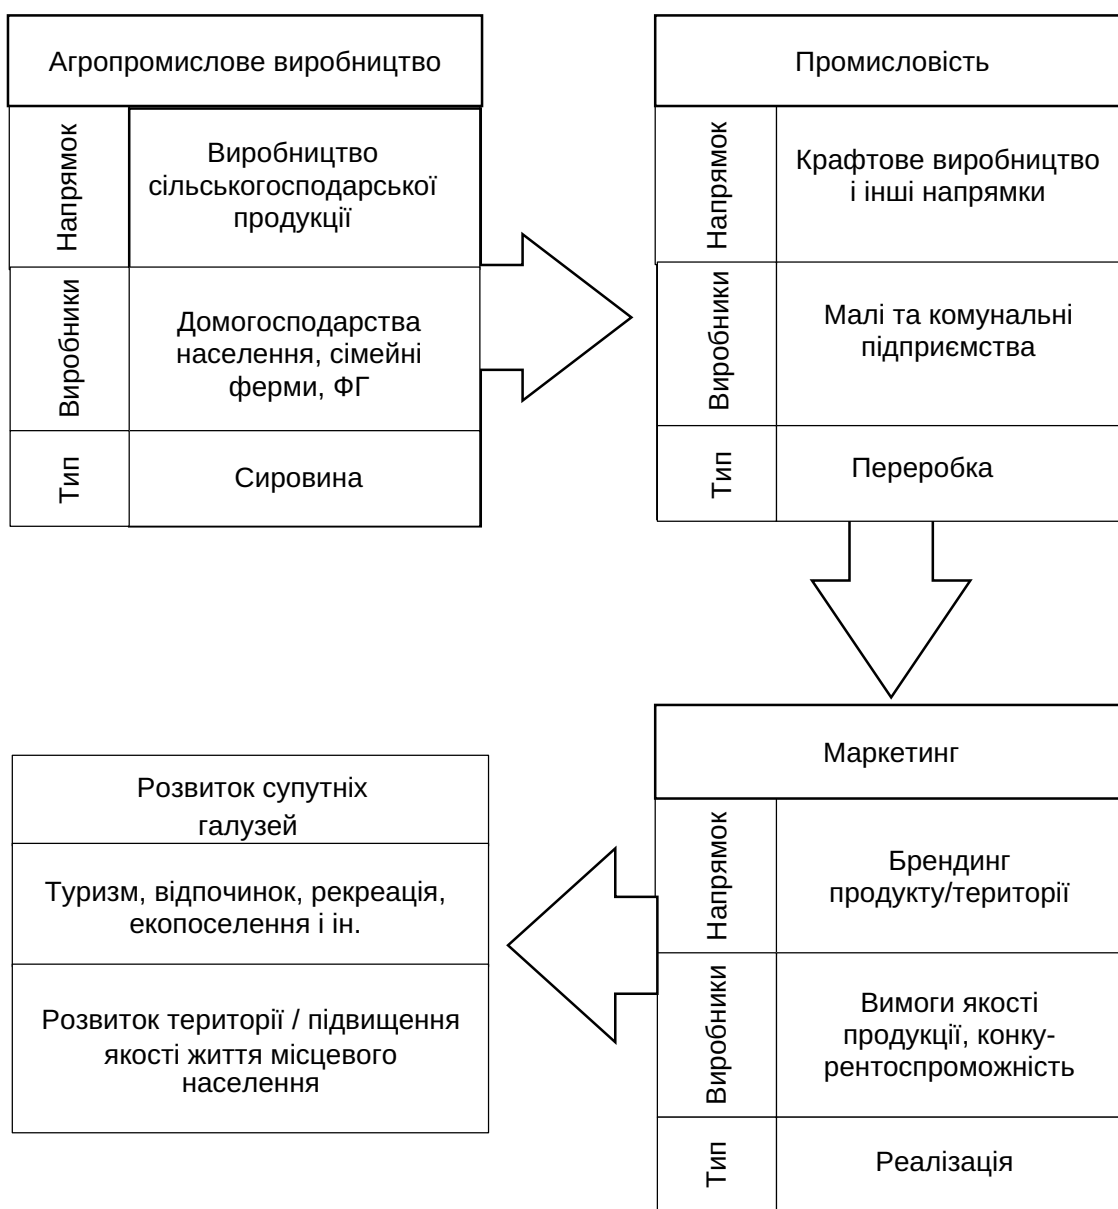 Агропромислове виробництво
Напрямок
Виробництво
сільськогосподарської
продукції
Виробники
Домогосподарства
населення, сімейні
ферми, ФГ
Тип
Сировина
Промисловість
Напрямок
Крафтове виробництво
і інші напрямки
Виробники
Малі та комунальні
підприємства
Тип
Переробка
Маркетинг
Напрямок
Брендинг
продукту/території
Виробники
Вимоги якості
продукції, конку-
рентоспроможність
Тип
Реалізація
Розвиток супутніх
галузей
Туризм, відпочинок, рекреація,
екопоселення і ін.
Розвиток території / підвищення
якості життя місцевого
населення